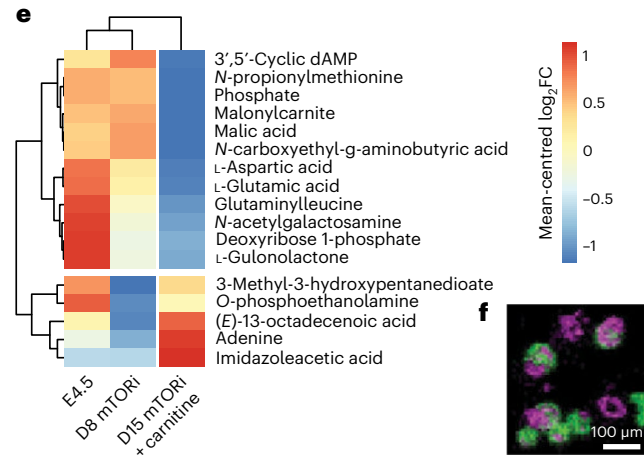 e
3′,5′-Cyclic dAMP
N-propionylmethionine
Phosphate
Malonylcarnite
Malic acid
N-carboxyethyl-g-aminobutyric acid
L-Aspartic acid
L-Glutamic acid
Glutaminylleucine
N-acetylgalactosamine
Deoxyribose 1-phosphate
L-Gulonolactone
3-Methyl-3-hydroxypentanedioate
O-phosphoethanolamine
(E)-13-octadecenoic acid
Adenine
Imidazoleacetic acid
E4.5
D8 mTORi
D15 mTORi
+ carnitine
Mean-centred log2FC
1
0.5
0
−0.5
−1
f
100 µm